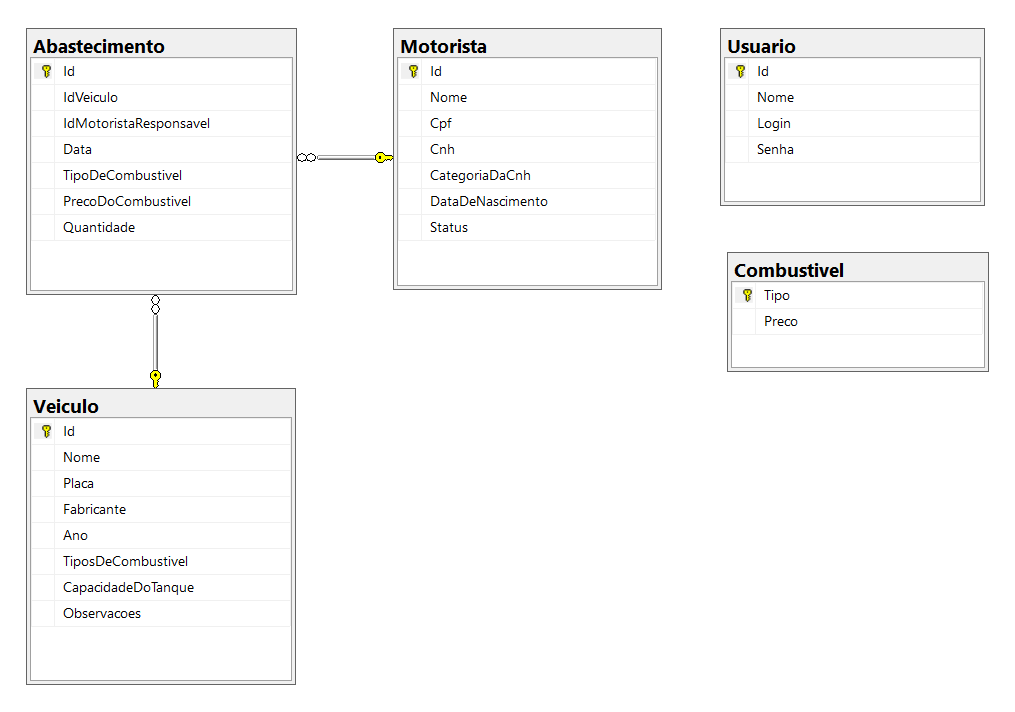 Abastecimento
Id
IdVeiculo
IdMotoristaResponsavel
Data
TipoDeCombustivel
PrecoDoCombustivel
Quantidade
Motorista
Id
Nome
Cpf
Cnh
CategoriaDaCnh
DataDeNascimento
Status
Usuario
Id
Nome
Login
Senha
Combustivel
Tipo
Preco
Veiculo
Id
Nome
Placa
Fabricante
Ano
TiposDeCombustivel
CapacidadeDoTanque
Observacoes